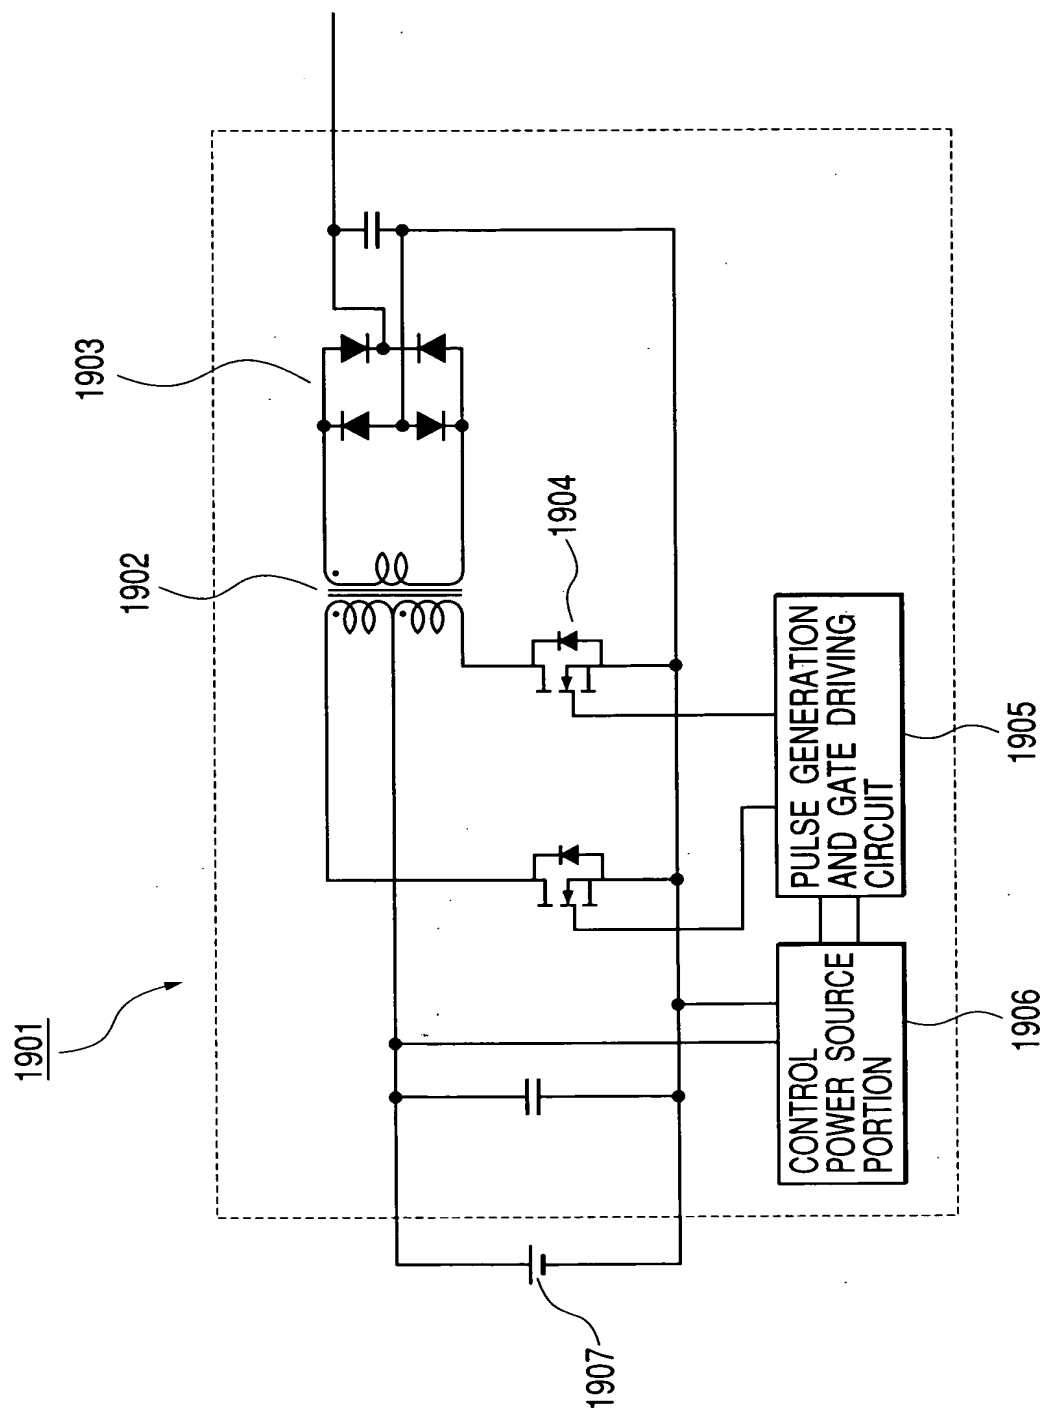 1901
1902
1903
1904
PULSE GENERATION
AND GATE DRIVING
CIRCUIT
1905
CONTROL
POWER SOURCE
PORTION
1906
1907